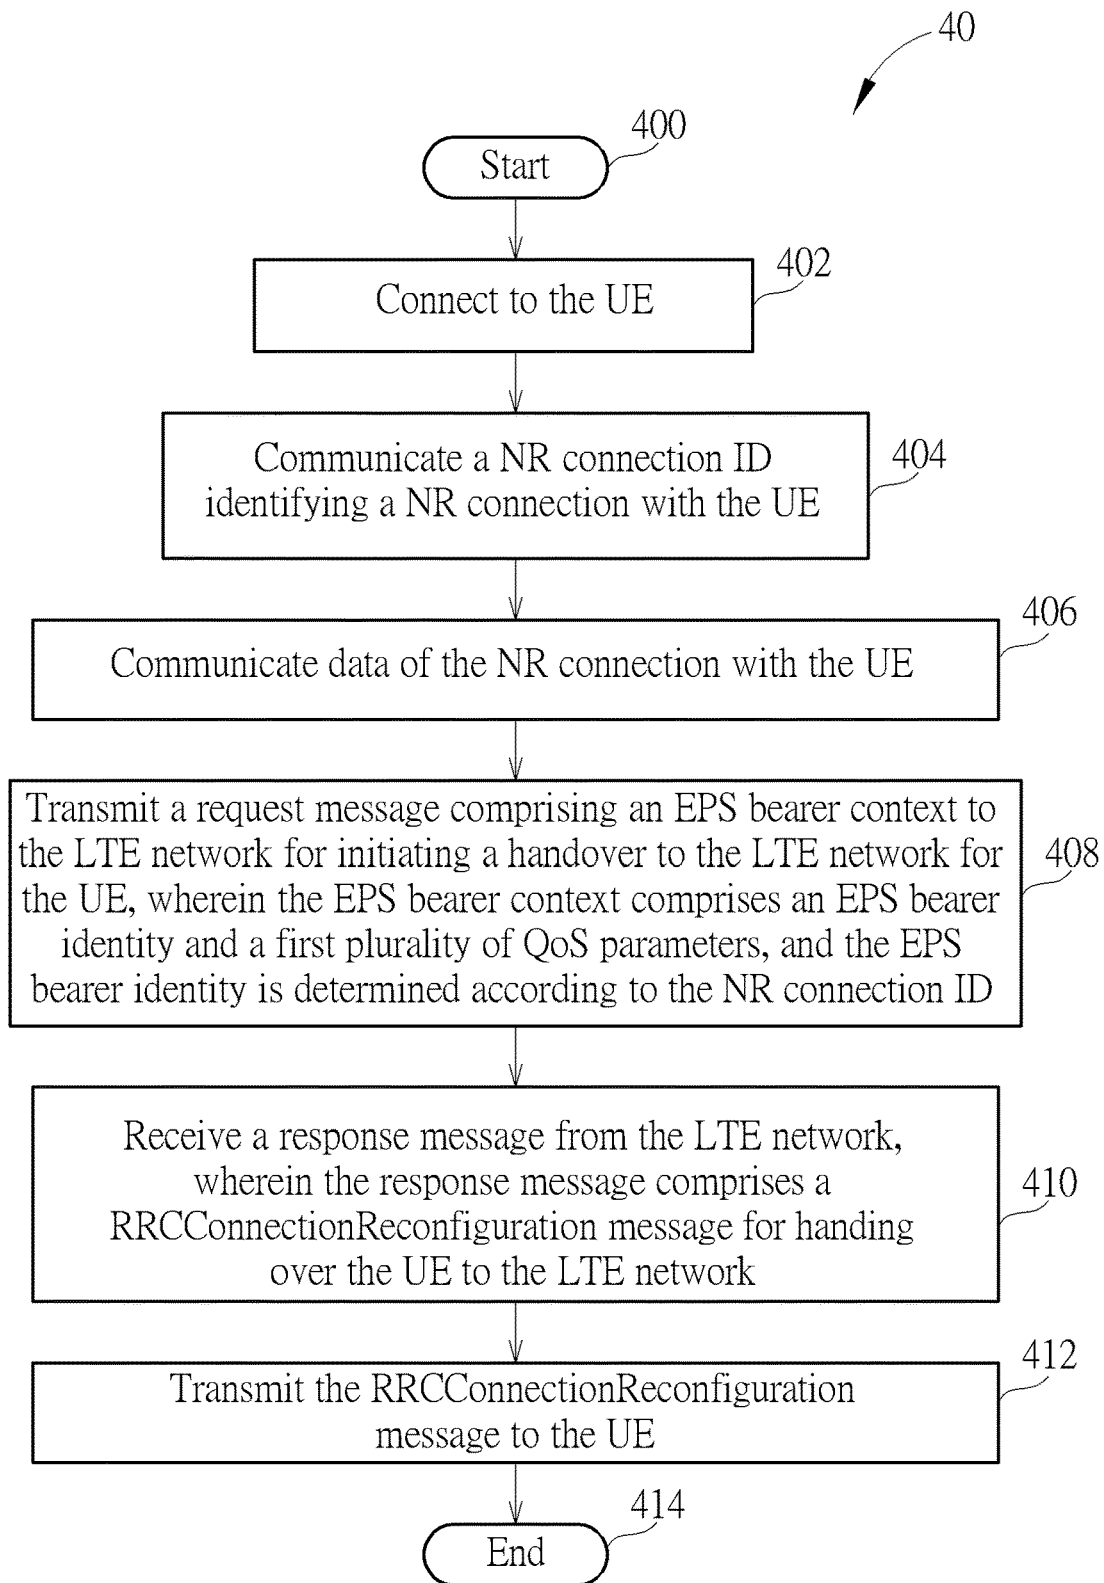 40
400
Start
402
Connect to the UE
404
Communicate a NR connection ID
identifying a NR connection with the UE
406
Communicate data of the NR connection with the UE
408
Transmit a request message comprising an EPS bearer context to
the LTE network for initiating a handover to the LTE network for
the UE, wherein the EPS bearer context comprises an EPS bearer
identity and a first plurality of QoS parameters, and the EPS
bearer identity is determined according to the NR connection ID
410
Receive a response message from the LTE network,
wherein the response message comprises a
RRCConnectionReconfiguration message for handing
over the UE to the LTE network
412
Transmit the RRCConnectionReconfiguration
message to the UE
414
End